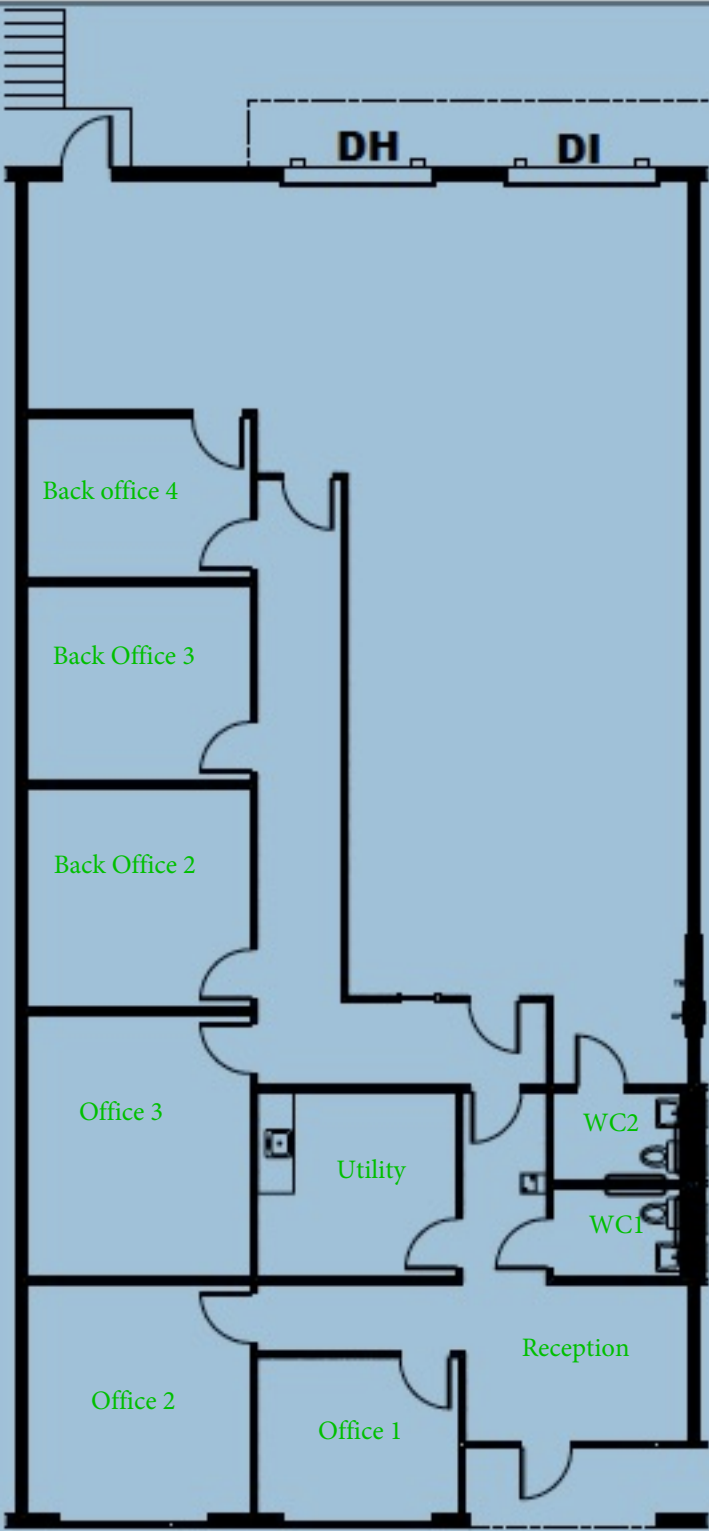 DH
DI
Back office 4
Back Office 3
Back Office 2
Office 3
WC2
Utility
WC1
Reception
Office 2
Office 1